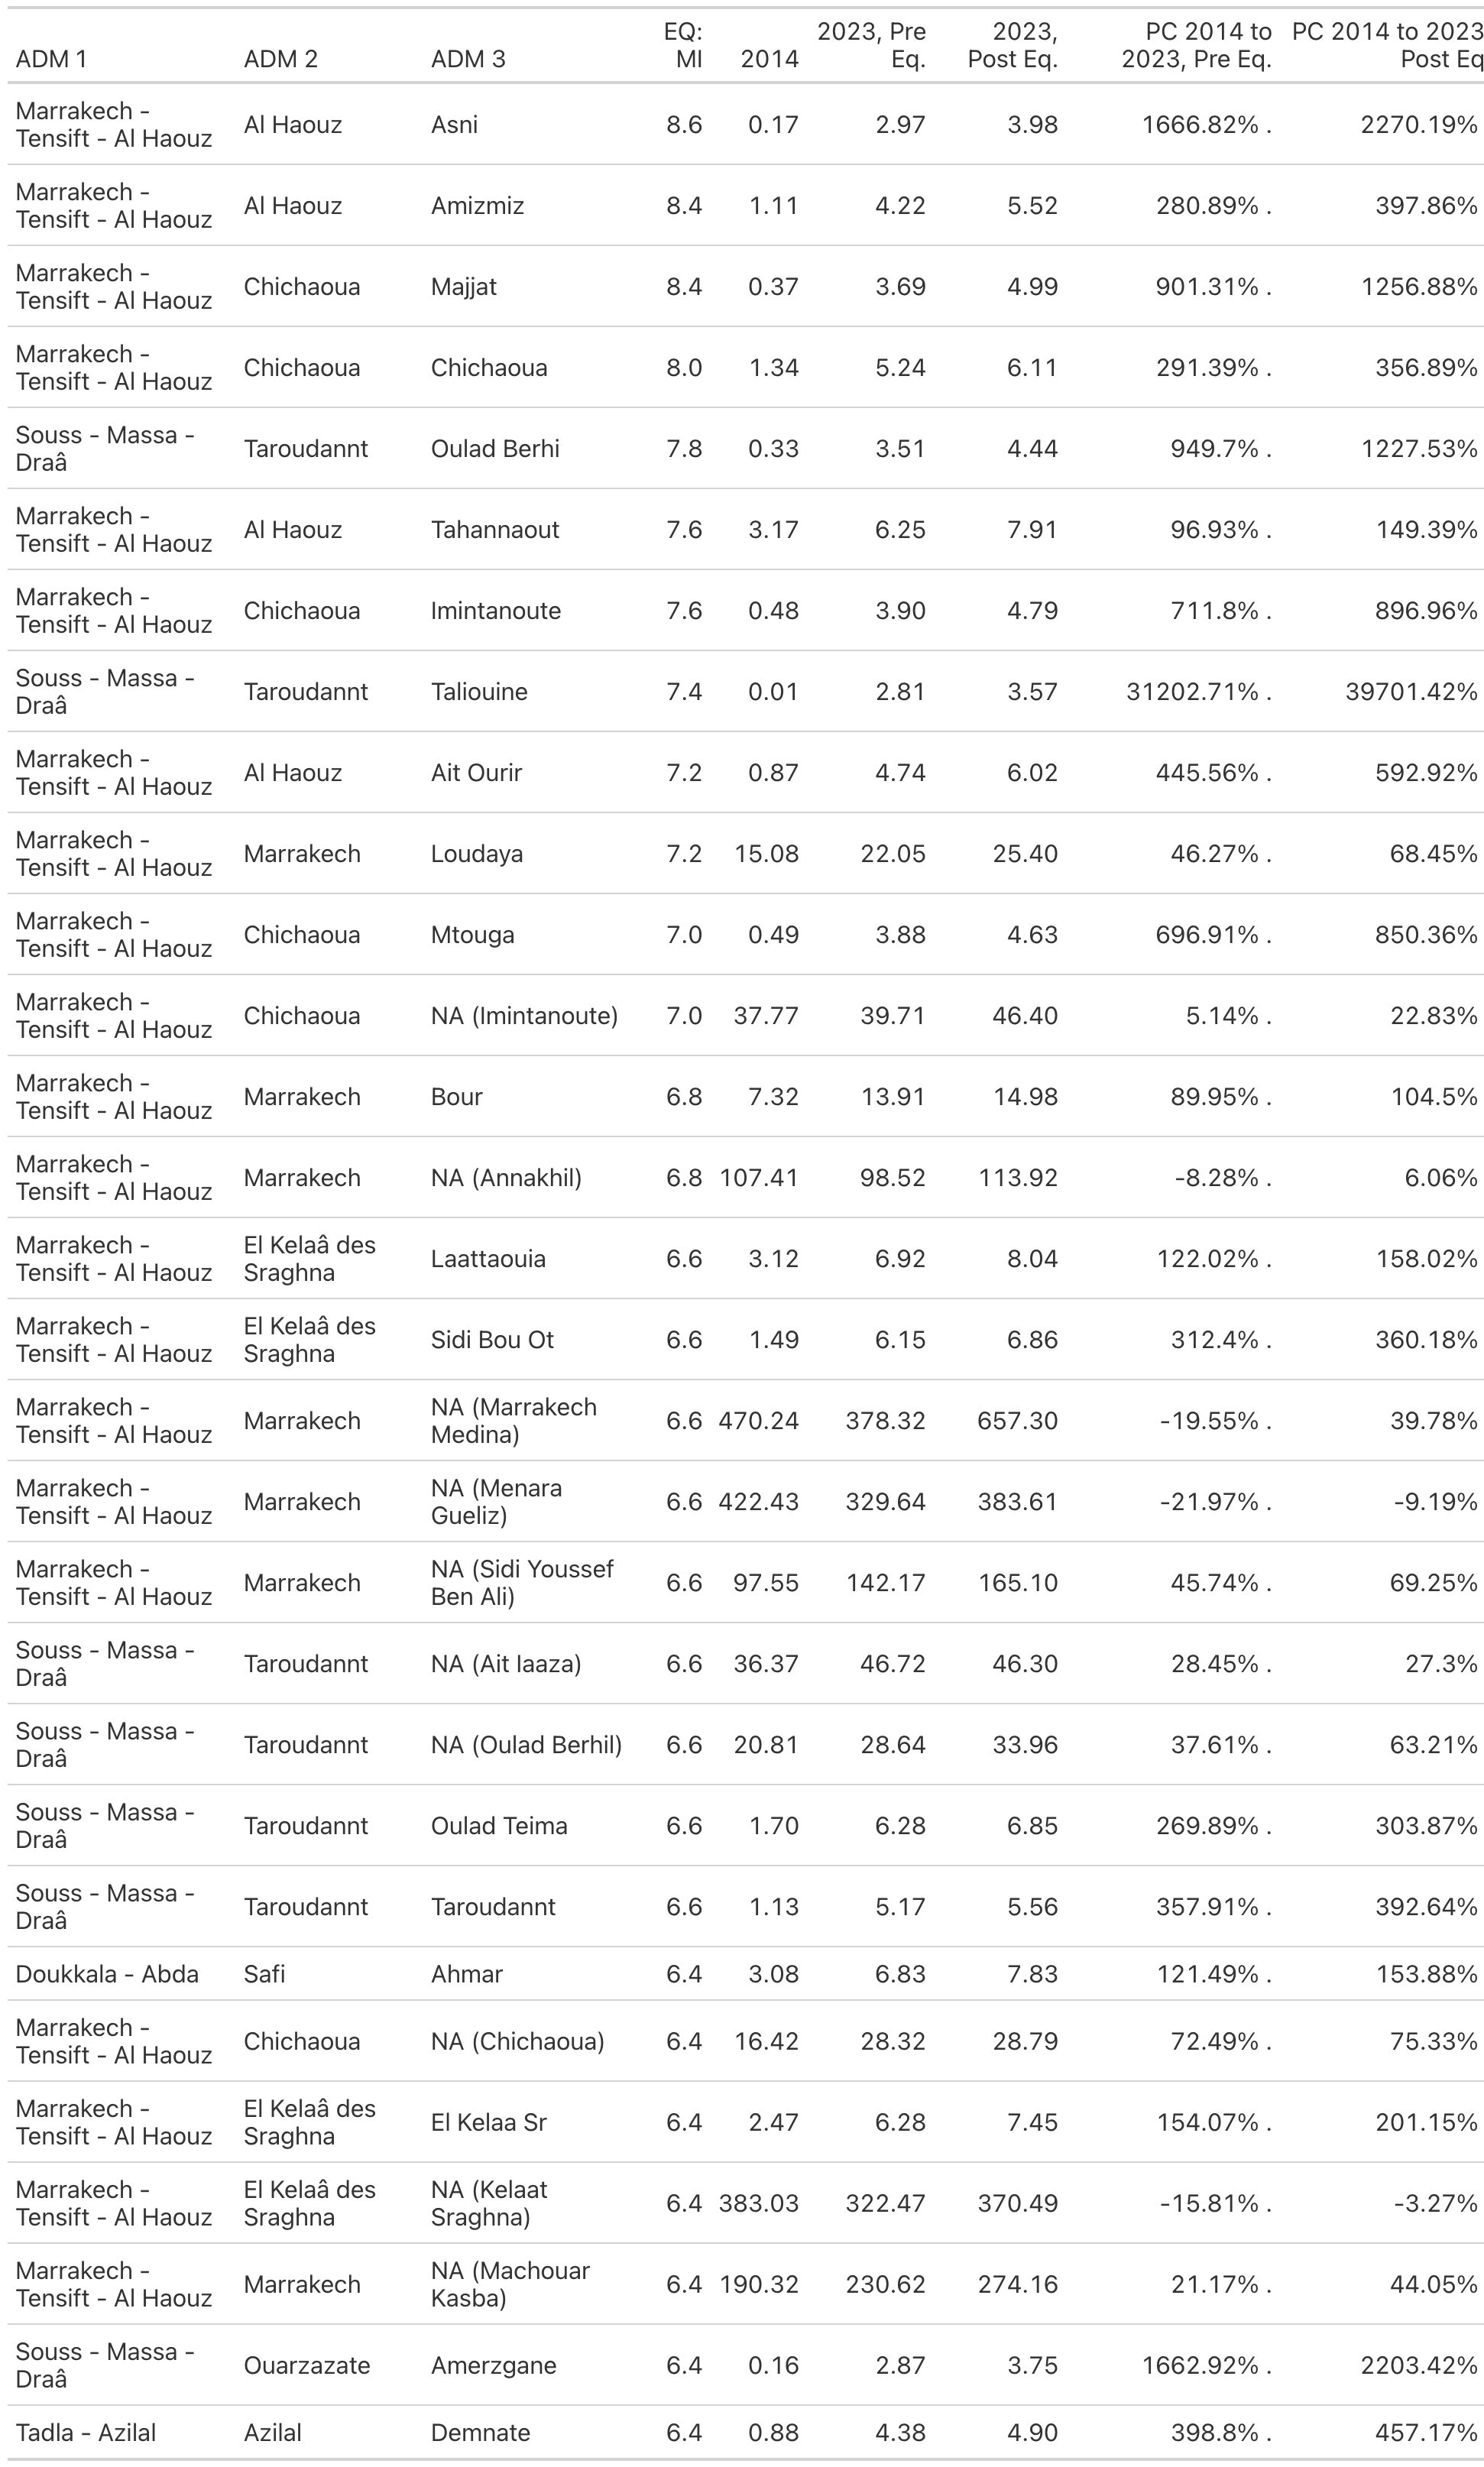 ADM 1 ADM 2 ADM 3 EQ: MI 2014 2023, Pre Eq. 2023, Post Eq. PC 2014 to 2023, Pre Eq. PC 2014 to 2023 Post Eq
Marrakech - Tensift - Al Haouz Al Haouz Asni 8.6 0.17 2.97 3.98 1666.82% . 2270.19%
Marrakech - Tensift - Al Haouz Al Haouz Amizmiz 8.4 1.11 4.22 5.52 280.89% . 397.86%
Marrakech - Tensift - Al Haouz Chichaoua Majjat 8.4 0.37 3.69 4.99 901.31% . 1256.88%
Marrakech - Tensift - Al Haouz Chichaoua Chichaoua 8.0 1.34 5.24 6.11 291.39% . 356.89%
Souss - Massa - Draâ Taroudannt Oulad Berhi 7.8 0.33 3.51 4.44 949.7% . 1227.53%
Marrakech - Tensift - Al Haouz Al Haouz Tahannaout 7.6 3.17 6.25 7.91 96.93% . 149.39%
Marrakech - Tensift - Al Haouz Chichaoua Imintanoute 7.6 0.48 3.90 4.79 711.8% . 896.96%
Souss - Massa - Draâ Taroudannt Taliouine 7.4 0.01 2.81 3.57 31202.71% . 39701.42%
Marrakech - Tensift - Al Haouz Al Haouz Ait Ourir 7.2 0.87 4.74 6.02 445.56% . 592.92%
Marrakech - Tensift - Al Haouz Marrakech Loudaya 7.2 15.08 22.05 25.40 46.27% . 68.45%
Marrakech - Tensift - Al Haouz Chichaoua Mtouga 7.0 0.49 3.88 4.63 696.91% . 850.36%
Marrakech - Tensift - Al Haouz Chichaoua NA (Imintanoute) 7.0 37.77 39.71 46.40 5.14% . 22.83%
Marrakech - Tensift - Al Haouz Marrakech Bour 6.8 7.32 13.91 14.98 89.95% . 104.5%
Marrakech - Tensift - Al Haouz Marrakech NA (Annakhil) 6.8 107.41 98.52 113.92 -8.28% . 6.06%
Marrakech - Tensift - Al Haouz El Kelaâ des Sraghna Laattaouia 6.6 3.12 6.92 8.04 122.02% . 158.02%
Marrakech - Tensift - Al Haouz El Kelaâ des Sraghna Sidi Bou Ot 6.6 1.49 6.15 6.86 312.4% . 360.18%
Marrakech - Tensift - Al Haouz Marrakech NA (Marrakech Medina) 6.6 470.24 378.32 657.30 -19.55% . 39.78%
Marrakech - Tensift - Al Haouz Marrakech NA (Menara Gueliz) 6.6 422.43 329.64 383.61 -21.97% . -9.19%
Marrakech - Tensift - Al Haouz Marrakech NA (Sidi Youssef Ben Ali) 6.6 97.55 142.17 165.10 45.74% . 69.25%
Souss - Massa - Draâ Taroudannt NA (Ait Iaaza) 6.6 36.37 46.72 46.30 28.45% . 27.3%
Souss - Massa - Draâ Taroudannt NA (Oulad Berhil) 6.6 20.81 28.64 33.96 37.61% . 63.21%
Souss - Massa - Draâ Taroudannt Oulad Teima 6.6 1.70 6.28 6.85 269.89% . 303.87%
Souss - Massa - Draâ Taroudannt Taroudannt 6.6 1.13 5.17 5.56 357.91% . 392.64%
Doukkala - Abda Safi Ahmar 6.4 3.08 6.83 7.83 121.49% . 153.88%
Marrakech - Tensift - Al Haouz Chichaoua NA (Chichaoua) 6.4 16.42 28.32 28.79 72.49% . 75.33%
Marrakech - Tensift - Al Haouz El Kelaâ des Sraghna El Kelaa Sr 6.4 2.47 6.28 7.45 154.07% . 201.15%
Marrakech - Tensift - Al Haouz El Kelaâ des Sraghna NA (Kelaat Sraghna) 6.4 383.03 322.47 370.49 -15.81% . -3.27%
Marrakech - Tensift - Al Haouz Marrakech NA (Machouar Kasba) 6.4 190.32 230.62 274.16 21.17% . 44.05%
Souss - Massa - Draâ Ouarzazate Amerzgane 6.4 0.16 2.87 3.75 1662.92% . 2203.42%
Tadla - Azilal Azilal Demnate 6.4 0.88 4.38 4.90 398.8% . 457.17%